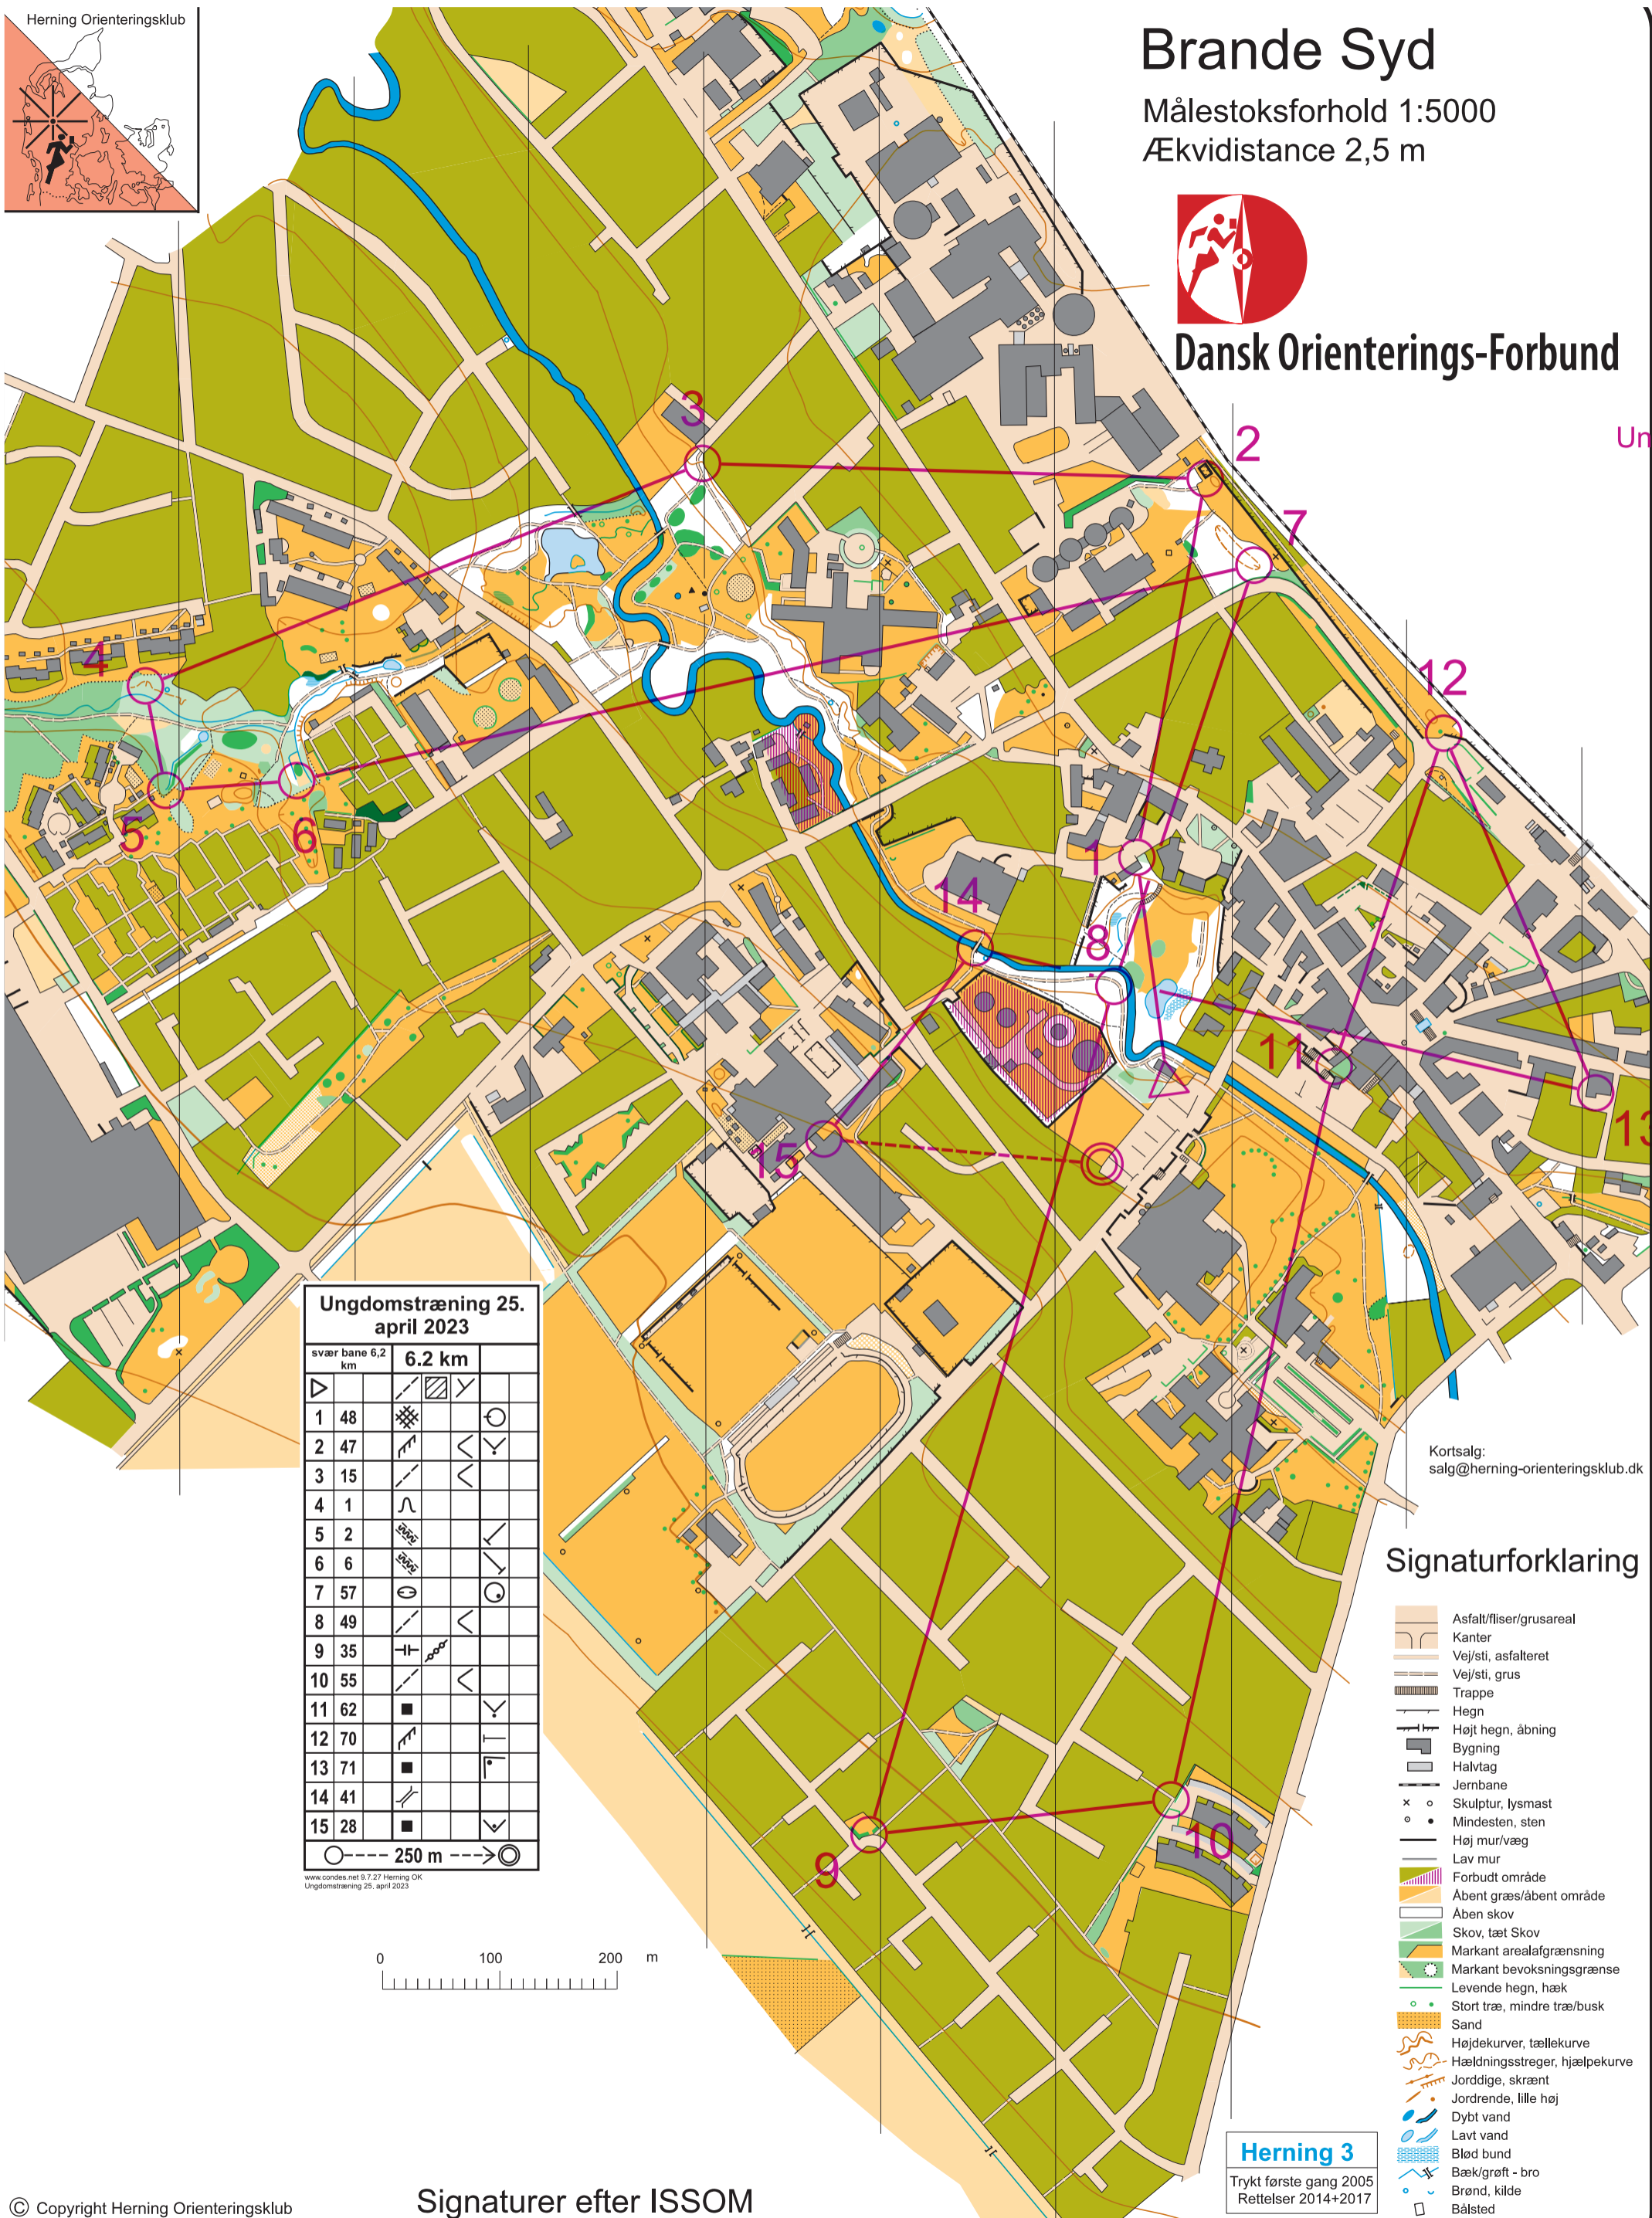 Herning Orienteringsklub
Brande Syd
Målestoksforhold 1:5000
Ækvidistance 2,5 m
Dansk Orienterings-Forbund
Un
3
2
7
12
4
5
6
1
14
8
11
13
15
9
10
Ungdomstræning 25.
april 2023
svær bane 6,2
km
6.2 km
1 48
2 47
3 15
4 1
5 2
6 6
7 57
8 49
9 35
10 55
11 62
12 70
13 71
14 41
15 28
250 m
www.condes.net 9.7.27 Herning OK
Ungdomstræning 25. april 2023
0 100 200 m
Kortsalg:
salg@herning-orienteringsklub.dk
Signaturforklaring
Asfalt/fliser/grusareal
Kanter
Vej/sti, asfalteret
Vej/sti, grus
Trappe
Hegn
Højt hegn, åbning
Bygning
Halvtag
Jernbane
Skulptur, lysmast
Mindesten, sten
Høj mur/væg
Lav mur
Forbudt område
Åbent græs/åbent område
Åben skov
Skov, tæt Skov
Markant arealafgrænsning
Markant bevoksningsgrænse
Levende hegn, hæk
Stort træ, mindre træ/busk
Sand
Højdekurver, tællekurve
Hældningsstreger, hjælpekurve
Jorddige, skrænt
Jordrende, lille høj
Dybt vand
Lavt vand
Blød bund
Bæk/grøft - bro
Brønd, kilde
Bålsted
Herning 3
Trykt første gang 2005
Rettelser 2014+2017
© Copyright Herning Orienteringsklub
Signaturer efter ISSOM